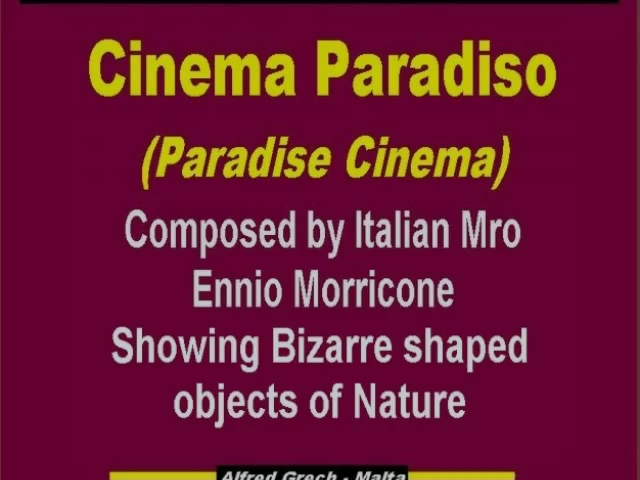 Cinema Paradiso
(Paradise Cinema)
Composed by Italian Mro
Ennio Morricone
Showing Bizarre shaped
objects of Nature
Alfred Grech - Malta